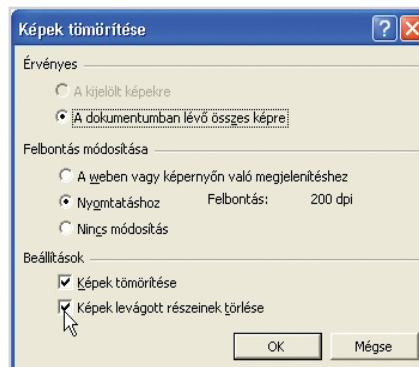 Képek tömörítése
Érvényes
A kijelölt képekre
A dokumentumban lévő összes képre
Felbontás módosítása
A weben vagy képernyőn való megjelenítéshez
Nyomtatáshoz Felbontás: 200 dpi
Nincs módosítás
Beállítások
Képek tömörítése
Képek levágott részeinek törlése
OK Mégse